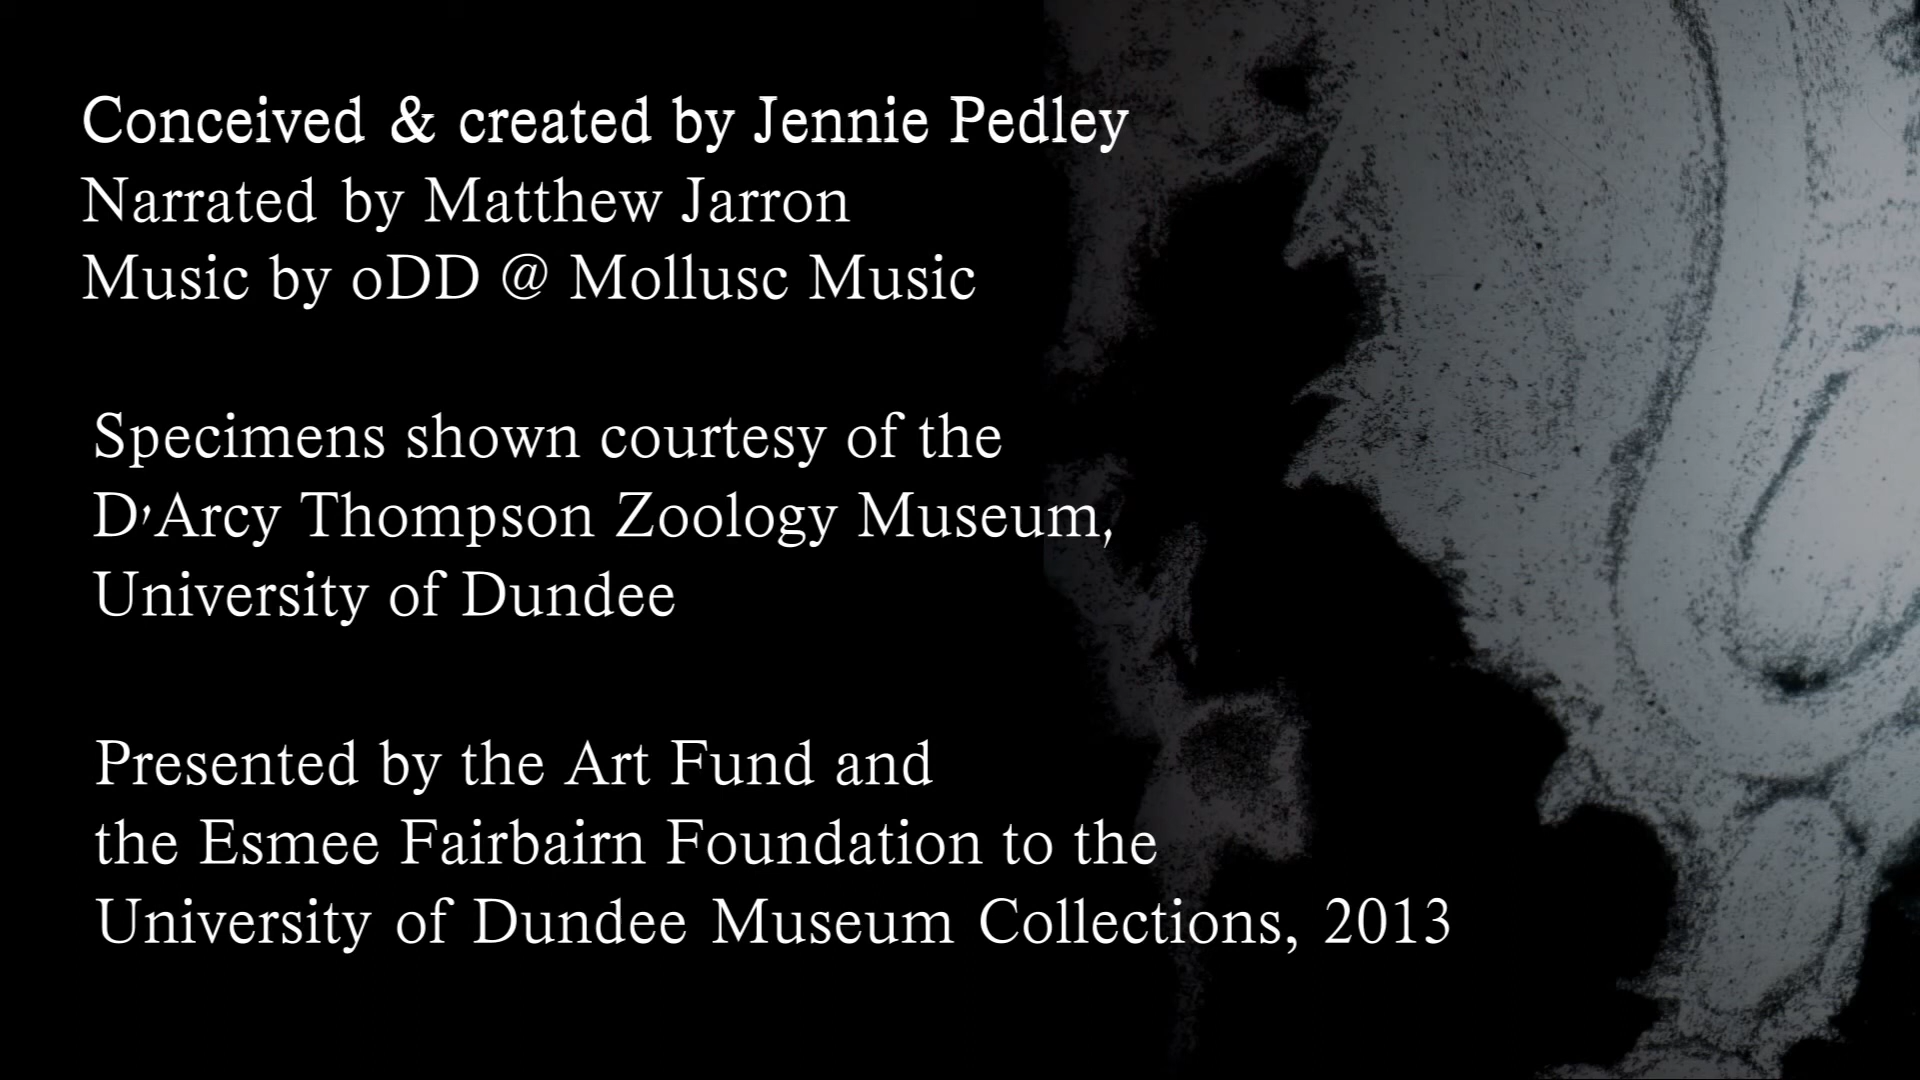 Conceived & created by Jennie Pedley
Narrated by Matthew Jarron
Music by oDD @ Mollusc Music
Specimens shown courtesy of the
D'Arcy Thompson Zoology Museum,
University of Dundee
Presented by the Art Fund and
the Esmee Fairbairn Foundation to the
University of Dundee Museum Collections, 2013